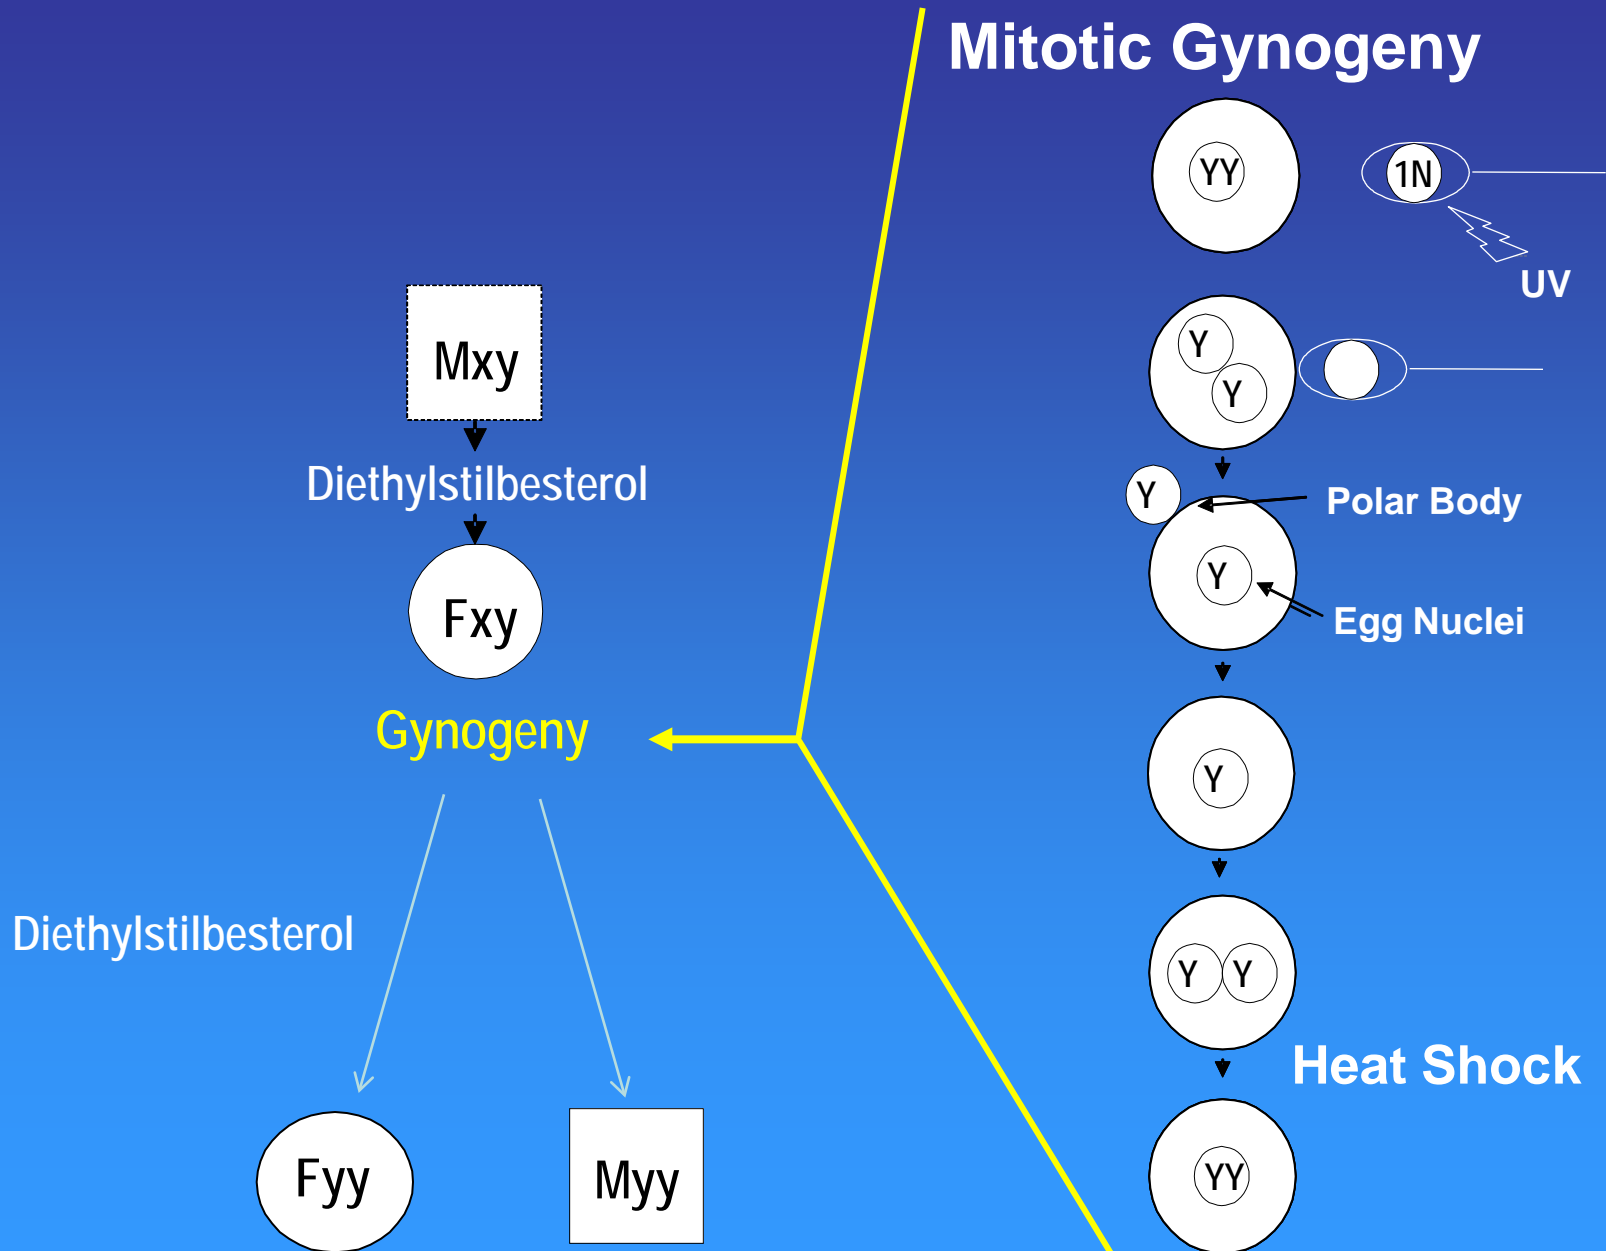 Mitotic Gynogeny
YY
1N
UV
Mxy
Y
Y
Diethylstilbesterol
Y
Polar Body
Fxy
Y
Egg Nuclei
Gynogeny
Y
Diethylstilbesterol
Y Y
Heat Shock
Fyy
Myy
YY